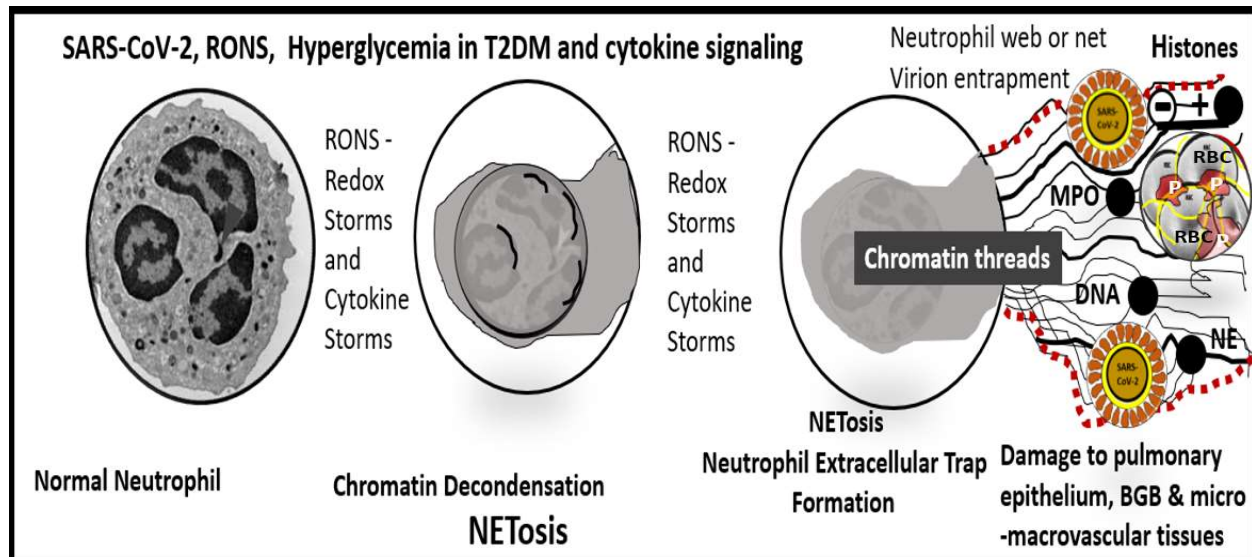 SARS-CoV-2, RONS, Hyperglycemia in T2DM and cytokine signaling
Neutrophil web or net
Virion entrapment
Histones
RONS -
Redox
Storms
and
Cytokine
Storms
RONS -
Redox
Storms
and
Cytokine
Storms
SARS-
CoV-2
- +
RBC
P P
RBC
P
MPO
Chromatin threads
DNA
NE
SARS-
CoV-2
Normal Neutrophil
Chromatin Decondensation
NETosis
NETosis
Neutrophil Extracellular Trap
Formation
Damage to pulmonary
epithelium, BGB & micro
-macrovascular tissues